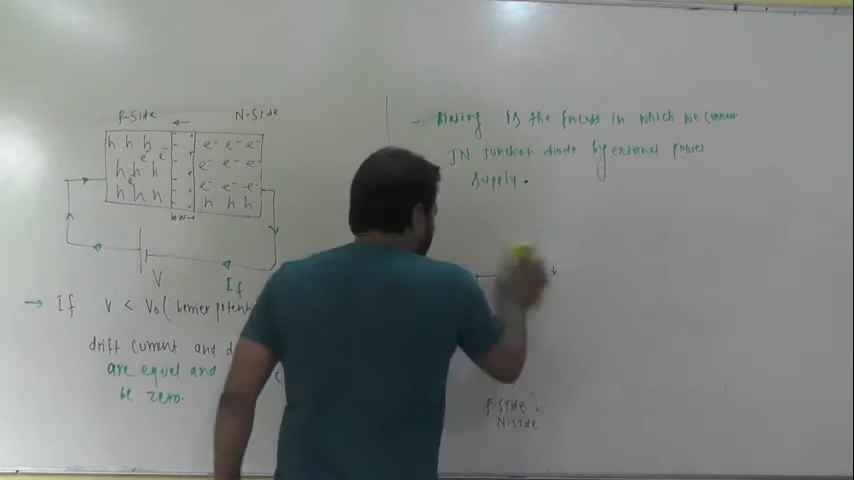 P-Side N-Side
h h h e- e- e-
e- e
h h h e- e- e-
e
h h h e- e- e-
h h h
W
V
If
→ If V < V0 (barrier potenti
drift current and d
are equal and
be zero.
- Biasing is the process in which we connect
PN Junction diode by external power
supply.
P-Side
N-Side